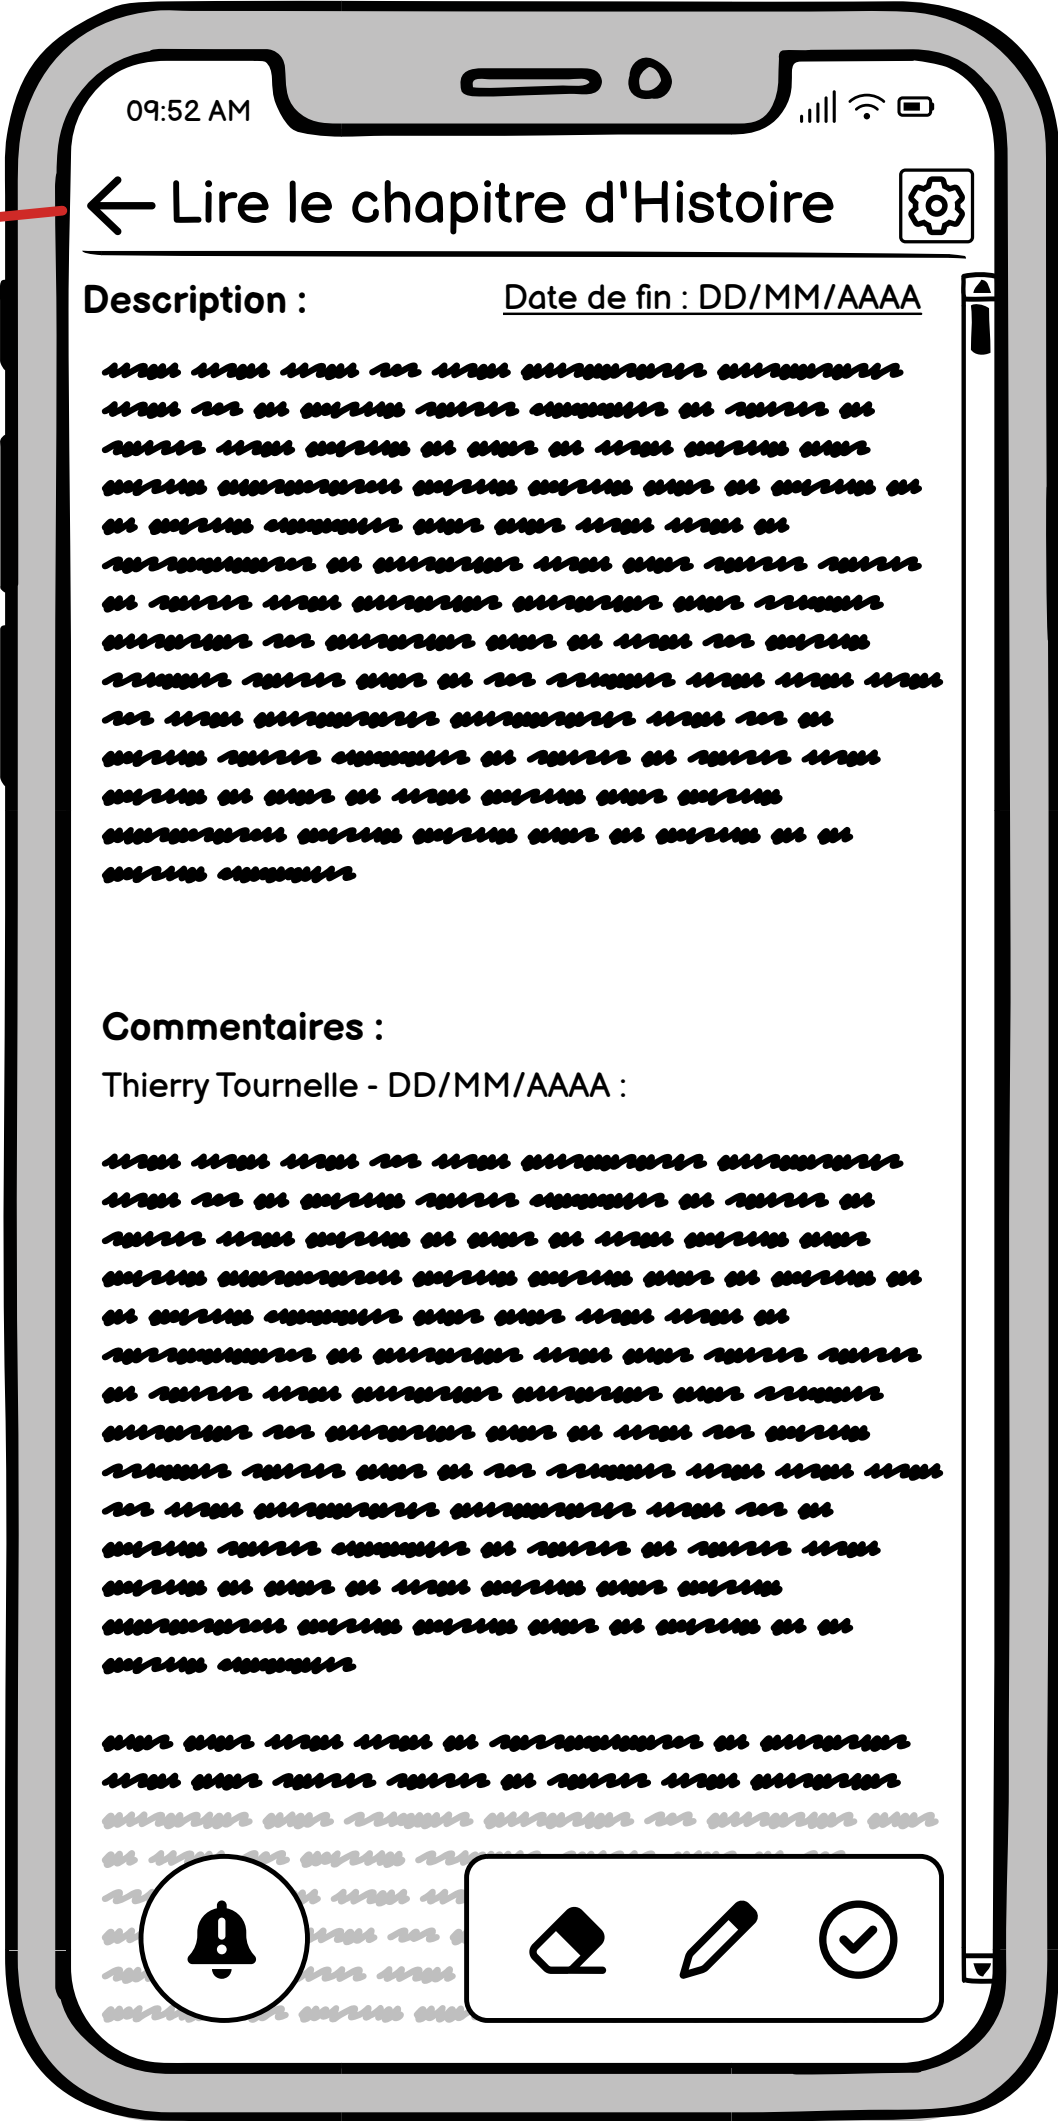 09:52 AM
Lire le chapitre d'Histoire
Description :
Date de fin : DD/MM/AAAA
Commentaires :
Thierry Tournelle - DD/MM/AAAA :